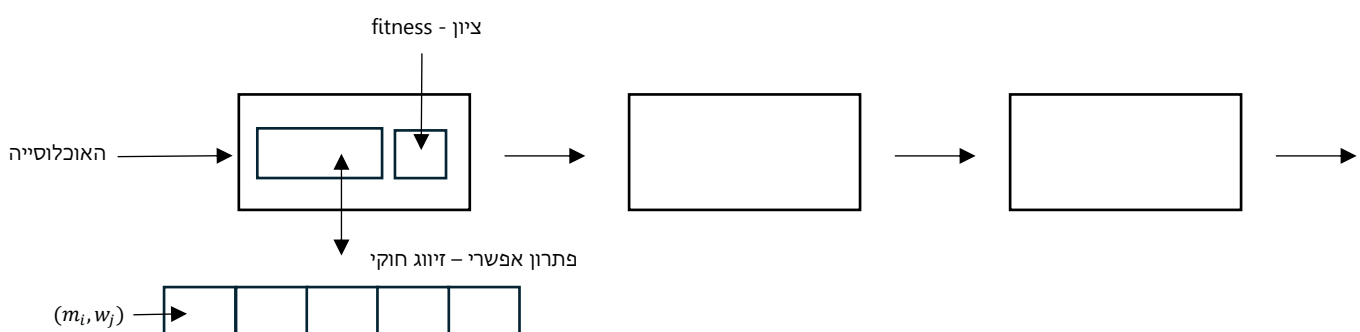 ציון - fitness
האוכלוסייה
פתרון אפשרי – זיווג חוקי
(m_i, w_j)